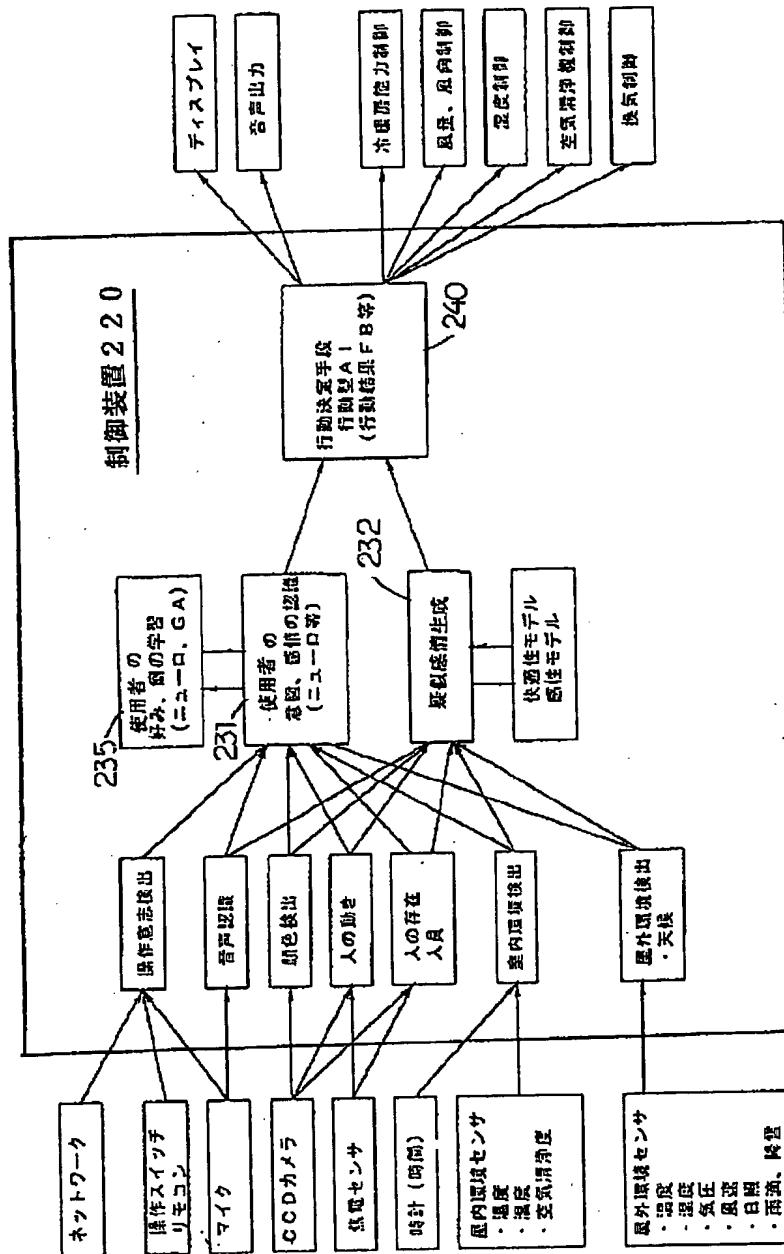 制御装置220
ネットワーク
操作スイッチ
リモコン
マイク
CCDカメラ
焦電センサ
時計(時間)
屋内環境センサ
・温度
・湿度
・空気清浄度
屋外環境センサ
・温度
・湿度
・気圧
・風速
・日照
・雨滴、降雪
操作意志検出
音声認識
顔色検出
人の動き
人の存在
人員
室内環境検出
屋外環境検出
・天候
235
使用者の
好み、癖の学習
(ニューロ、GA)
231
使用者の
意図、感情の認識
(ニューロ等)
232
疑似感情生成
快適性モデル
感性モデル
行動決定手段
行動型AI
(行動結果FB等)
240
ディスプレイ
音声出力
冷暖房能力制御
風量、風向制御
湿度制御
空気清浄機制御
換気制御